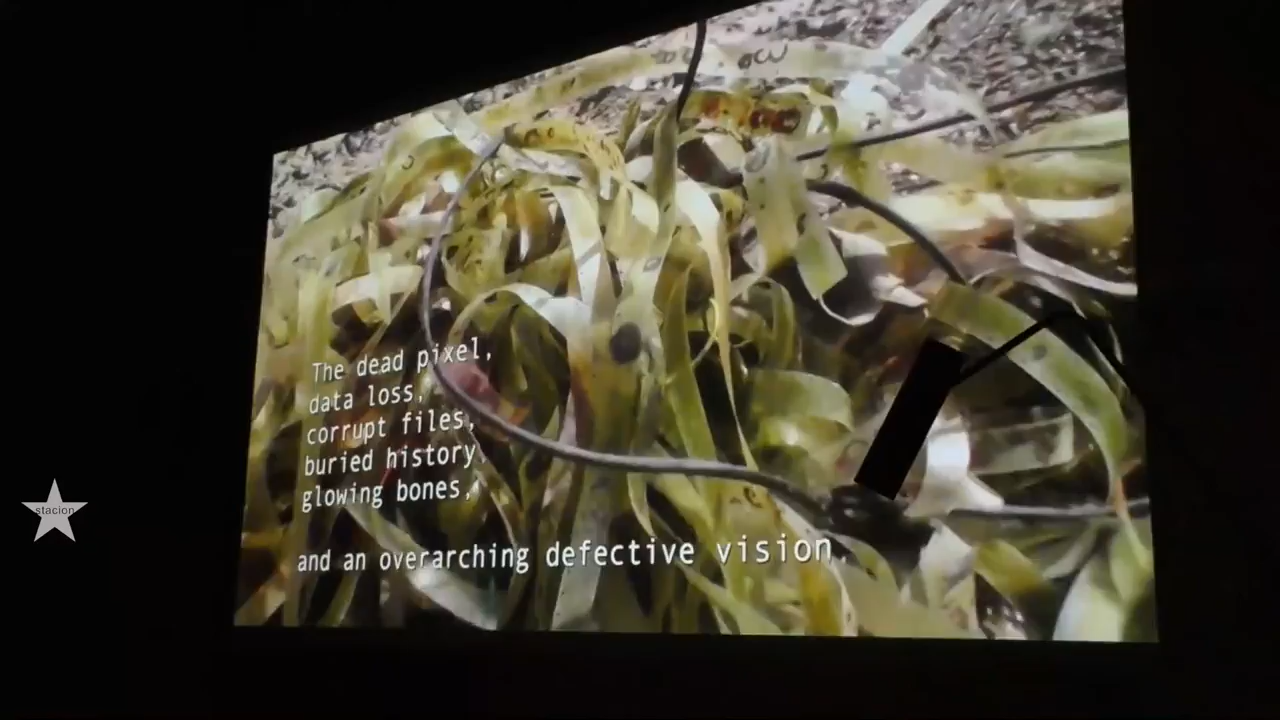 The dead pixel,
data loss,
corrupt files,
buried history,
glowing bones,
and an overarching defective vision.
stacion